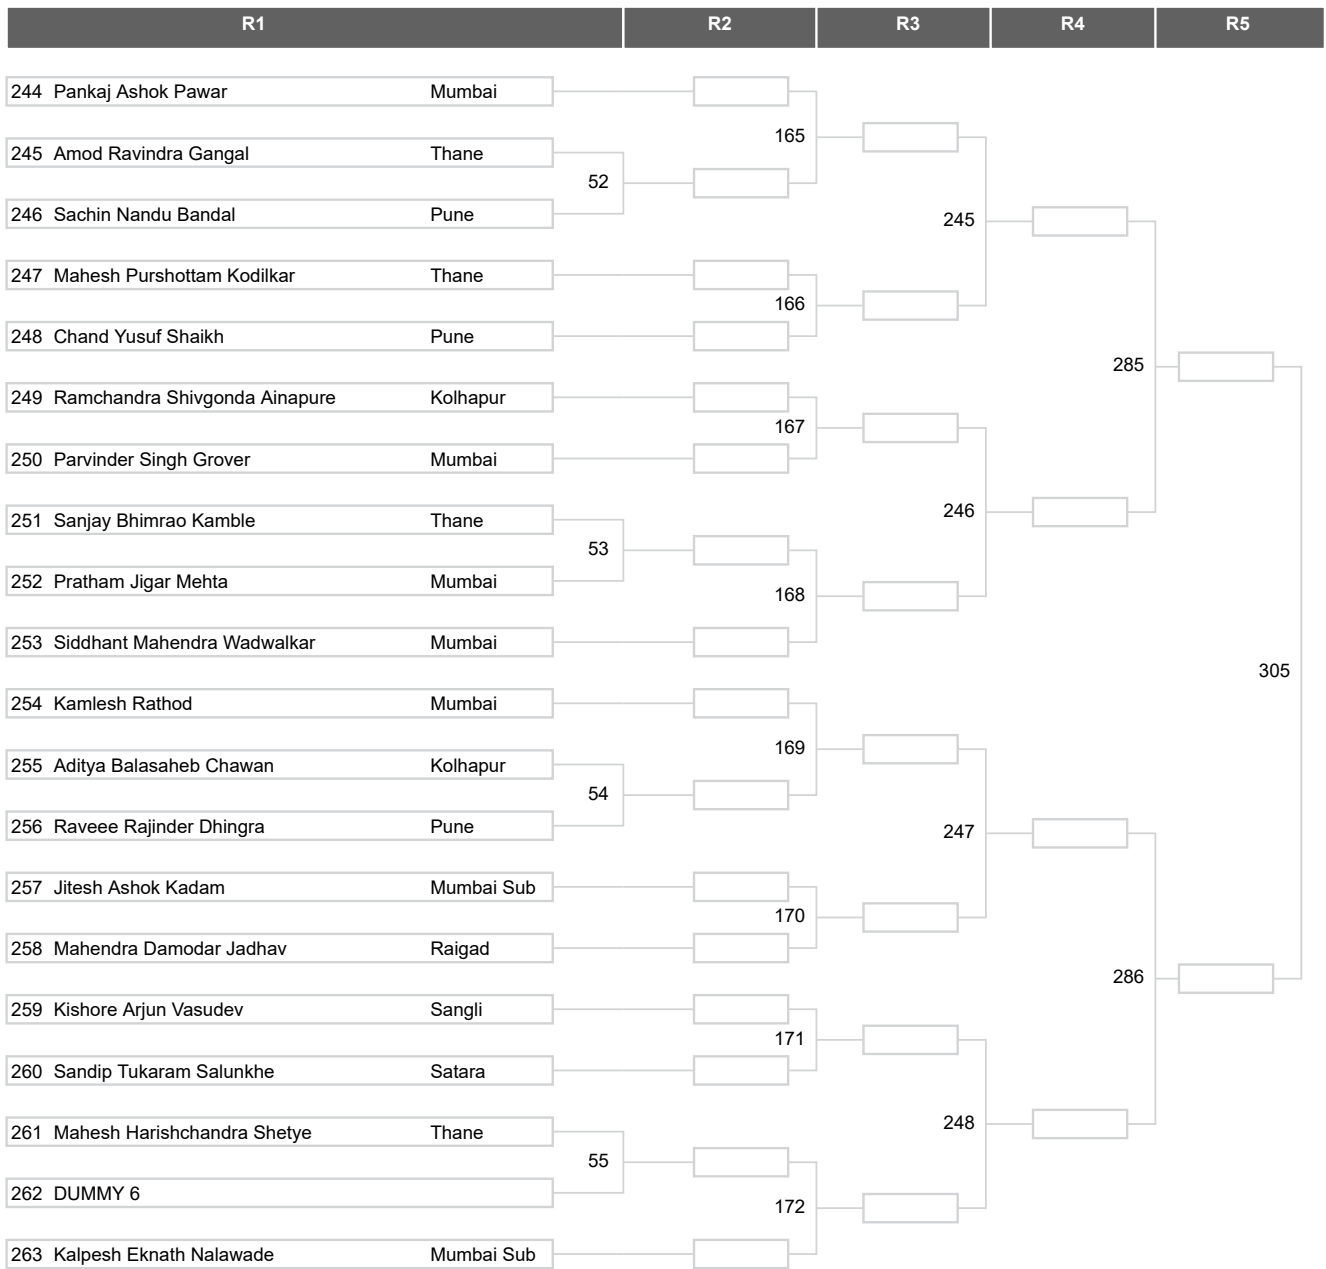 R1 R2 R3 R4 R5
244 Pankaj Ashok Pawar Mumbai
165
245 Amod Ravindra Gangal Thane
52
246 Sachin Nandu Bandal Pune
245
247 Mahesh Purshottam Kodilkar Thane
166
248 Chand Yusuf Shaikh Pune
285
249 Ramchandra Shivgonda Ainapure Kolhapur
167
250 Parvinder Singh Grover Mumbai
246
251 Sanjay Bhimrao Kamble Thane
53
252 Pratham Jigar Mehta Mumbai
168
253 Siddhant Mahendra Wadwalkar Mumbai
305
254 Kamlesh Rathod Mumbai
169
255 Aditya Balasaheb Chawan Kolhapur
54
256 Raveee Rajinder Dhingra Pune
247
257 Jitesh Ashok Kadam Mumbai Sub
170
258 Mahendra Damodar Jadhav Raigad
286
259 Kishore Arjun Vasudev Sangli
171
260 Sandip Tukaram Salunkhe Satara
248
261 Mahesh Harishchandra Shetye Thane
55
262 DUMMY 6
172
263 Kalpesh Eknath Nalawade Mumbai Sub